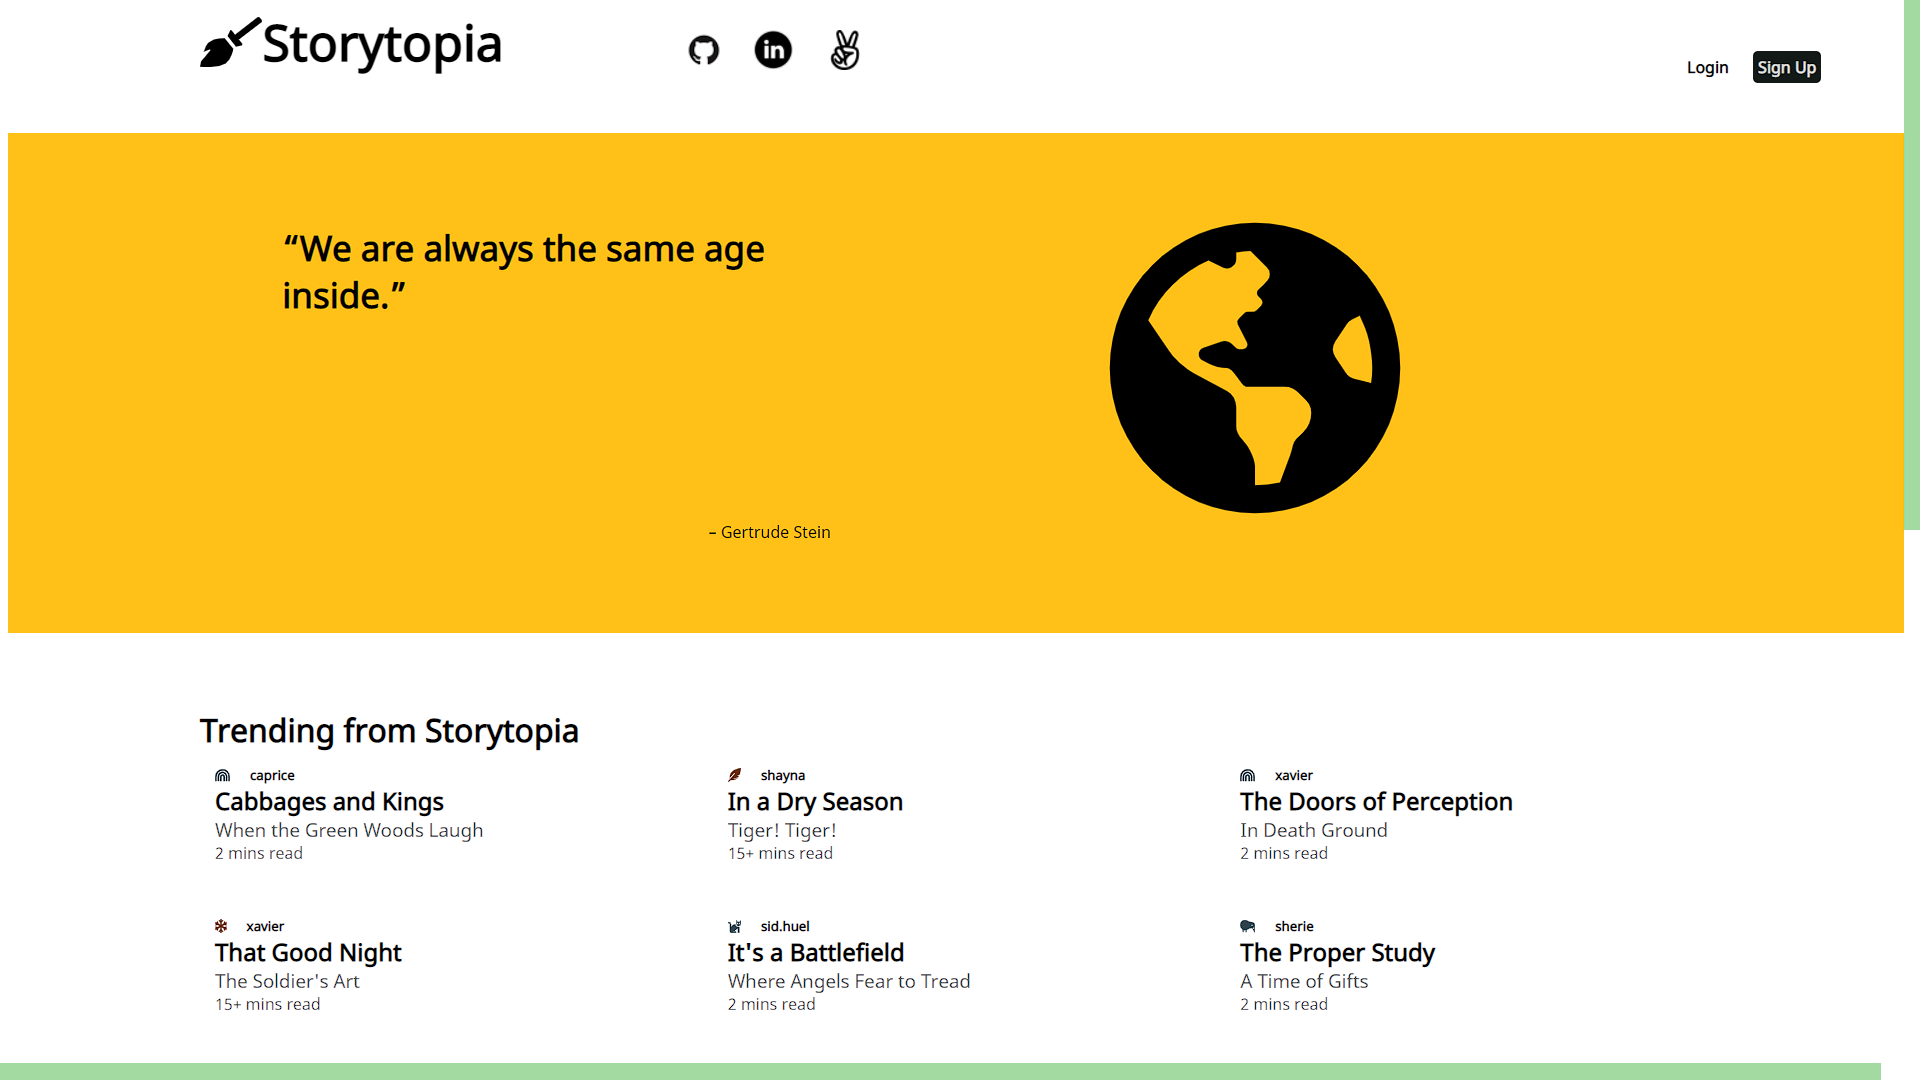 Storytopia
in
Login
Sign Up
“We are always the same age
inside.”
– Gertrude Stein
Trending from Storytopia
caprice
Cabbages and Kings
When the Green Woods Laugh
2 mins read
shayna
In a Dry Season
Tiger! Tiger!
15+ mins read
xavier
The Doors of Perception
In Death Ground
2 mins read
xavier
That Good Night
The Soldier's Art
15+ mins read
sid.huel
It's a Battlefield
Where Angels Fear to Tread
2 mins read
sherie
The Proper Study
A Time of Gifts
2 mins read